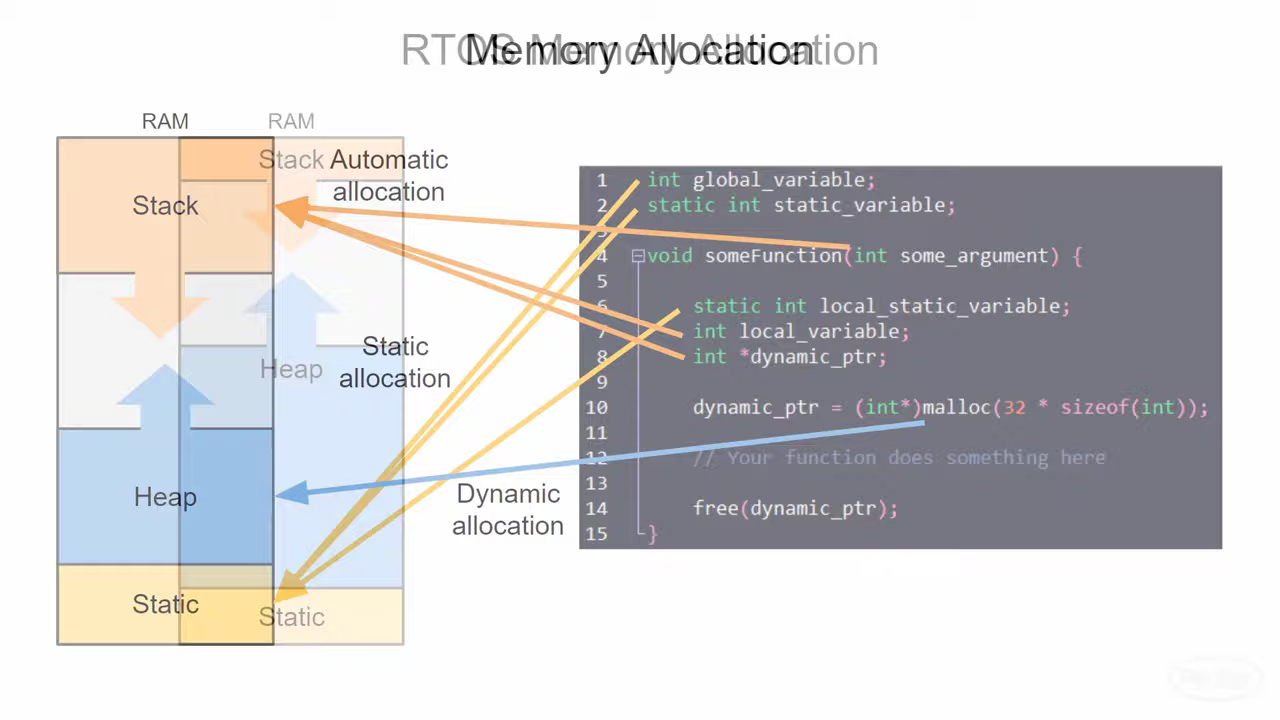 RTOS Memory Allocation
Memory Allocation
RAM
RAM
Stack
Stack
Automatic
allocation
Heap
Heap
Static
allocation
Dynamic
allocation
Static
Static
1 int global_variable;
2 static int static_variable;
3
4 void someFunction(int some_argument) {
5
6 static int local_static_variable;
7 int local_variable;
8 int *dynamic_ptr;
9
10 dynamic_ptr = (int*)malloc(32 * sizeof(int));
11
12 // Your function does something here
13
14 free(dynamic_ptr);
15 }